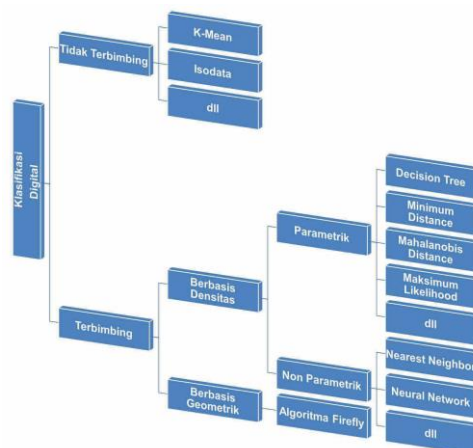 Klasifikasi
Digital
Tidak Terbimbing
K-Mean
Isodata
dll
Terbimbing
Berbasis
Densitas
Parametrik
Decision Tree
Minimum
Distance
Mahalanobis
Distance
Maksimum
Likelihood
dll
Non Parametrik
Nearest Neighbor
Neural Network
dll
Berbasis
Geometrik
Algoritma Firefly